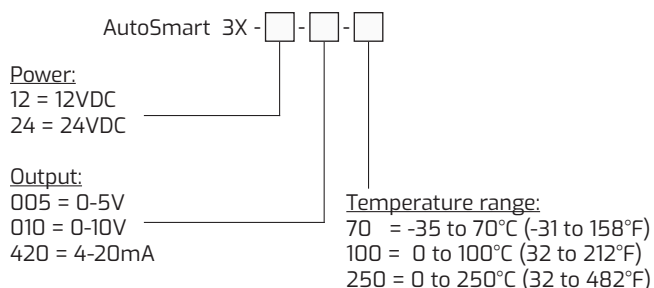 AutoSmart 3X - - -
Power:
12 = 12VDC
24 = 24VDC
Output:
005 = 0-5V
010 = 0-10V
420 = 4-20mA
Temperature range:
70 = -35 to 70°C (-31 to 158°F)
100 = 0 to 100°C (32 to 212°F)
250 = 0 to 250°C (32 to 482°F)